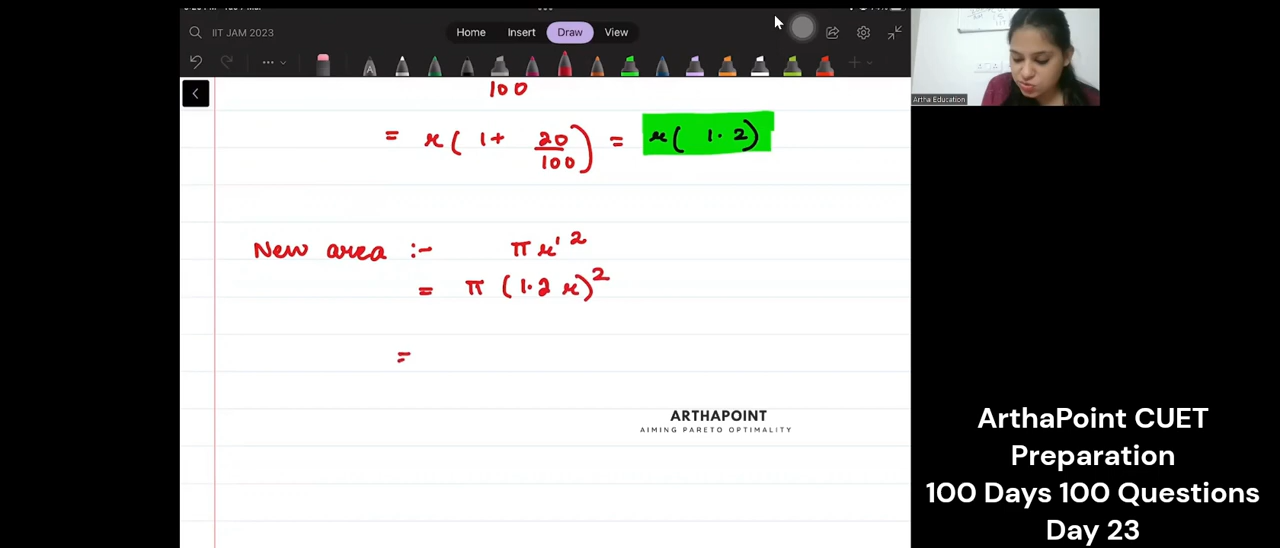 IIT JAM 2023
Home Insert Draw View
Artha Education
100
= r( 1+ 20/100) = r( 1.2)
New area :- πr'2
= π (1.2 r)2
=
ARTHAPOINT
AIMING PARETO OPTIMALITY
ArthaPoint CUET
Preparation
100 Days 100 Questions
Day 23